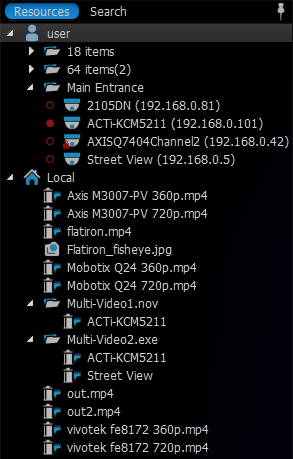 Resources Search
user
18 items
64 items(2)
Main Entrance
2105DN (192.168.0.81)
ACTi-KCM5211 (192.168.0.101)
AXISQ7404Channel2 (192.168.0.42)
Street View (192.168.0.5)
Local
Axis M3007-PV 360p.mp4
Axis M3007-PV 720p.mp4
flatiron.mp4
Flatiron_fisheye.jpg
Mobotix Q24 360p.mp4
Mobotix Q24 720p.mp4
Multi-Video1.nov
ACTi-KCM5211
Multi-Video2.exe
ACTi-KCM5211
Street View
out.mp4
out2.mp4
vivotek fe8172 360p.mp4
vivotek fe8172 720p.mp4